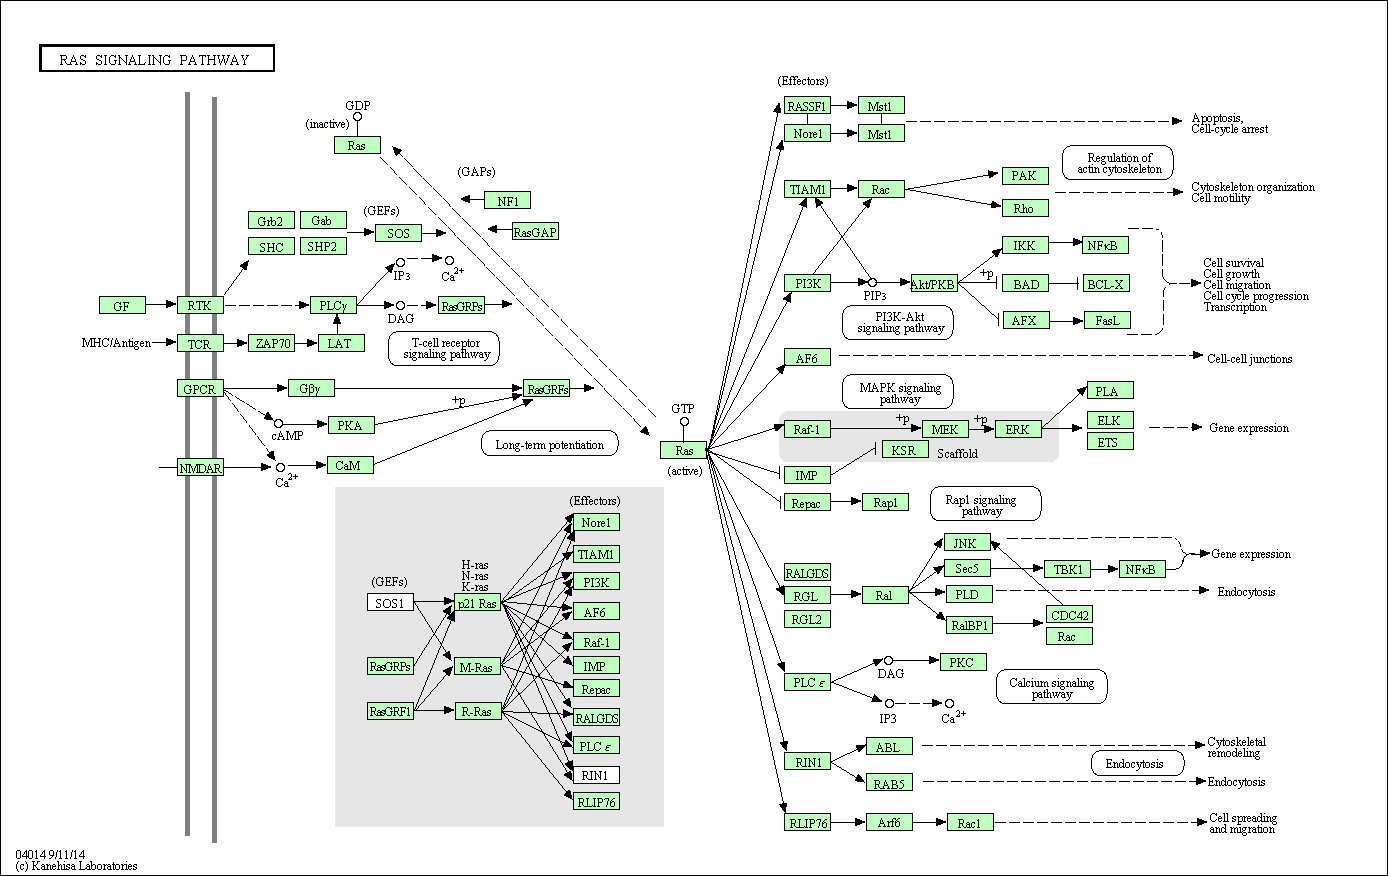 RAS SIGNALING PATHWAY
GDP
(inactive)
Ras
(GAPs)
NF1
RasGAP
(GEFs)
Grb2
Gab
SOS
SHC
SHP2
IP3
Ca2+
GF
RTK
PLCγ
DAG
RasGRPs
MHC/Antigen
TCR
ZAP70
LAT
T-cell receptor
signaling pathway
GPCR
Gβγ
RasGRFs
+p
cAMP
PKA
Long-term potentiation
NMDAR
Ca2+
CaM
GTP
Ras
(active)
(Effectors)
RASSF1
Mst1
Nore1
Mst1
Apoptosis,
Cell-cycle arrest
Regulation of
actin cytoskeleton
TIAM1
Rac
PAK
Rho
Cytoskeleton organization
Cell motility
PI3K
PIP3
Akt/PKB
+p
IKK
NFκB
BAD
BCL-X
AFX
FasL
Cell survival
Cell growth
Cell migration
Cell cycle progression
Transcription
PI3K-Akt
signaling pathway
AF6
Cell-cell junctions
MAPK signaling
pathway
Raf-1
+p
MEK
+p
ERK
PLA
ELK
ETS
Gene expression
KSR
Scaffold
IMP
Repac
Rap1
Rap1 signaling
pathway
RALGDS
RGL
RGL2
Ral
JNK
Sec5
TBK1
NFκB
Gene expression
PLD
Endocytosis
RalBP1
CDC42
Rac
PLC ε
DAG
PKC
IP3
Ca2+
Calcium signaling
pathway
RIN1
ABL
Cytoskeletal
remodeling
Endocytosis
RAB5
Endocytosis
RLIP76
Arf6
Rac1
Cell spreading
and migration
(Effectors)
Nore1
TIAM1
PI3K
AF6
Raf-1
IMP
Repac
RALGDS
PLC ε
RIN1
RLIP76
H-ras
N-ras
K-ras
(GEFs)
SOS1
p21 Ras
RasGRPs
M-Ras
RasGRF1
R-Ras
04014 9/11/14
(c) Kanehisa Laboratories